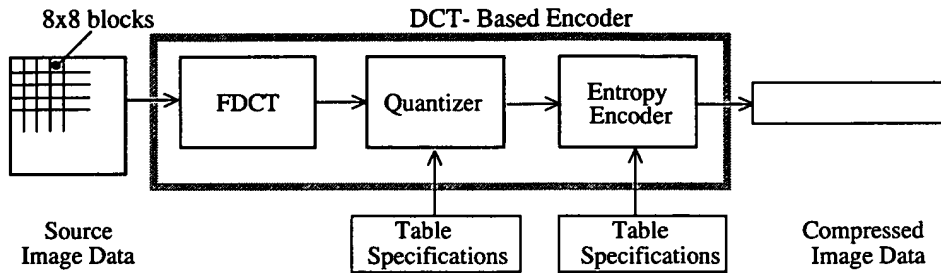 8x8 blocks
DCT- Based Encoder
FDCT
Quantizer
Entropy
Encoder
Source
Image Data
Table
Specifications
Table
Specifications
Compressed
Image Data